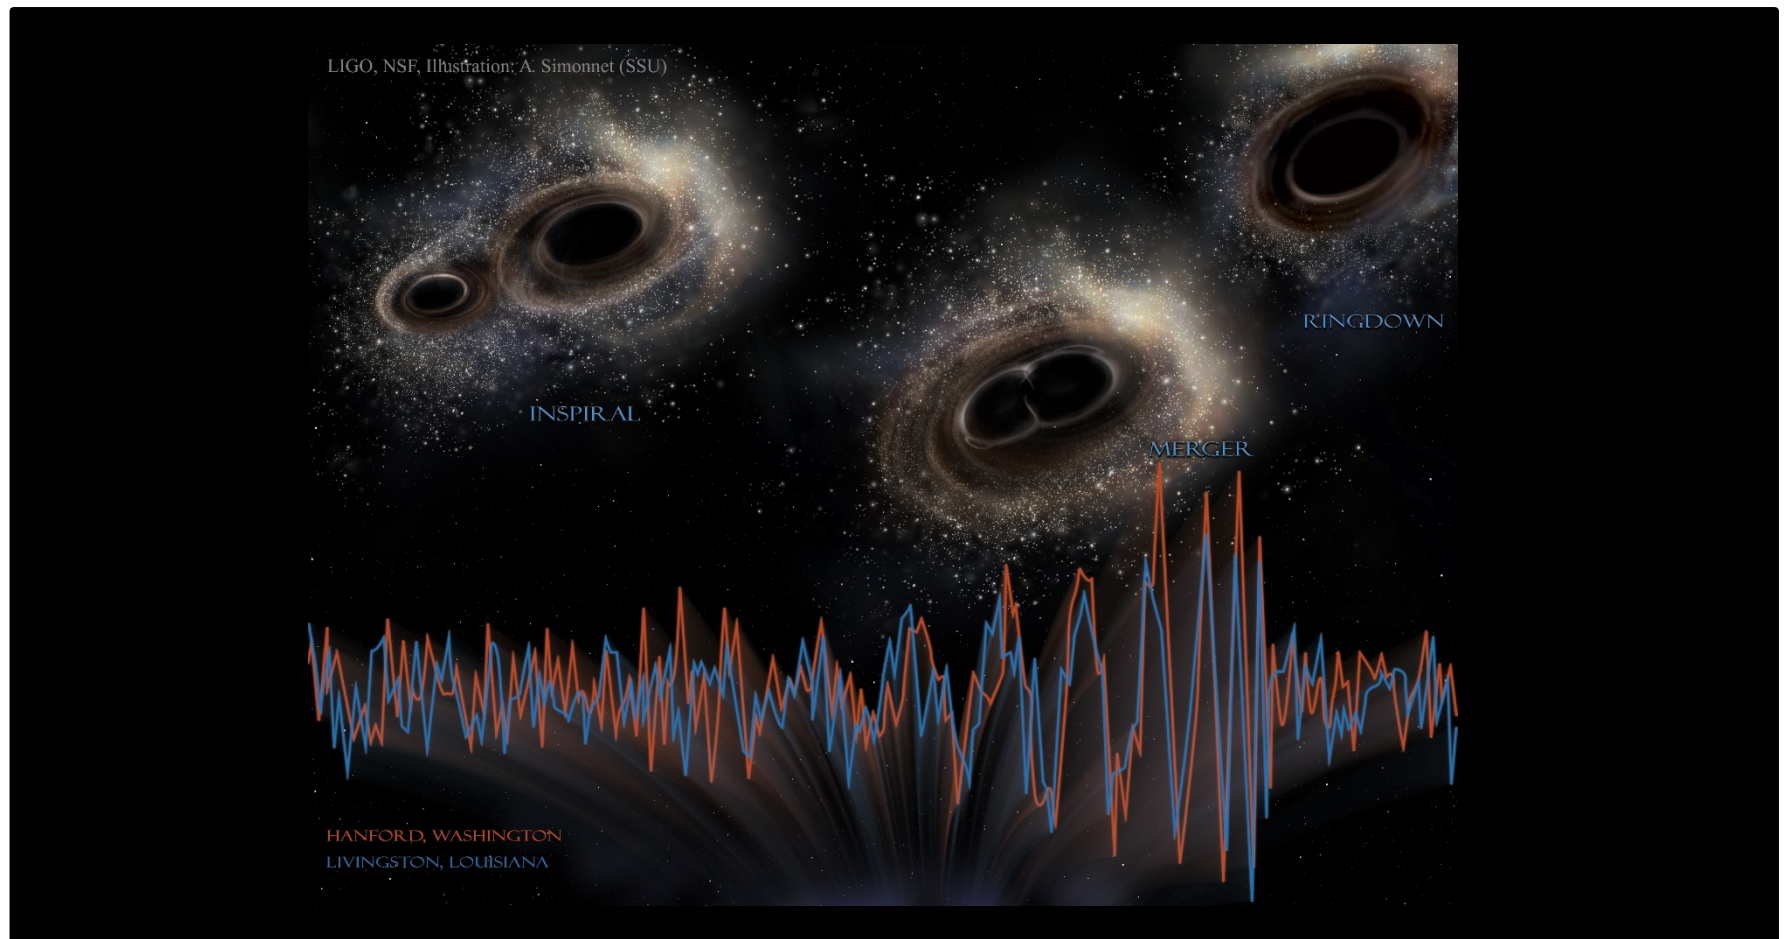 LIGO, NSF, Illustration: A. Simonnet (SSU)
RINGDOWN
INSPIRAL
MERGER
HANFORD, WASHINGTON
LIVINGSTON, LOUISIANA